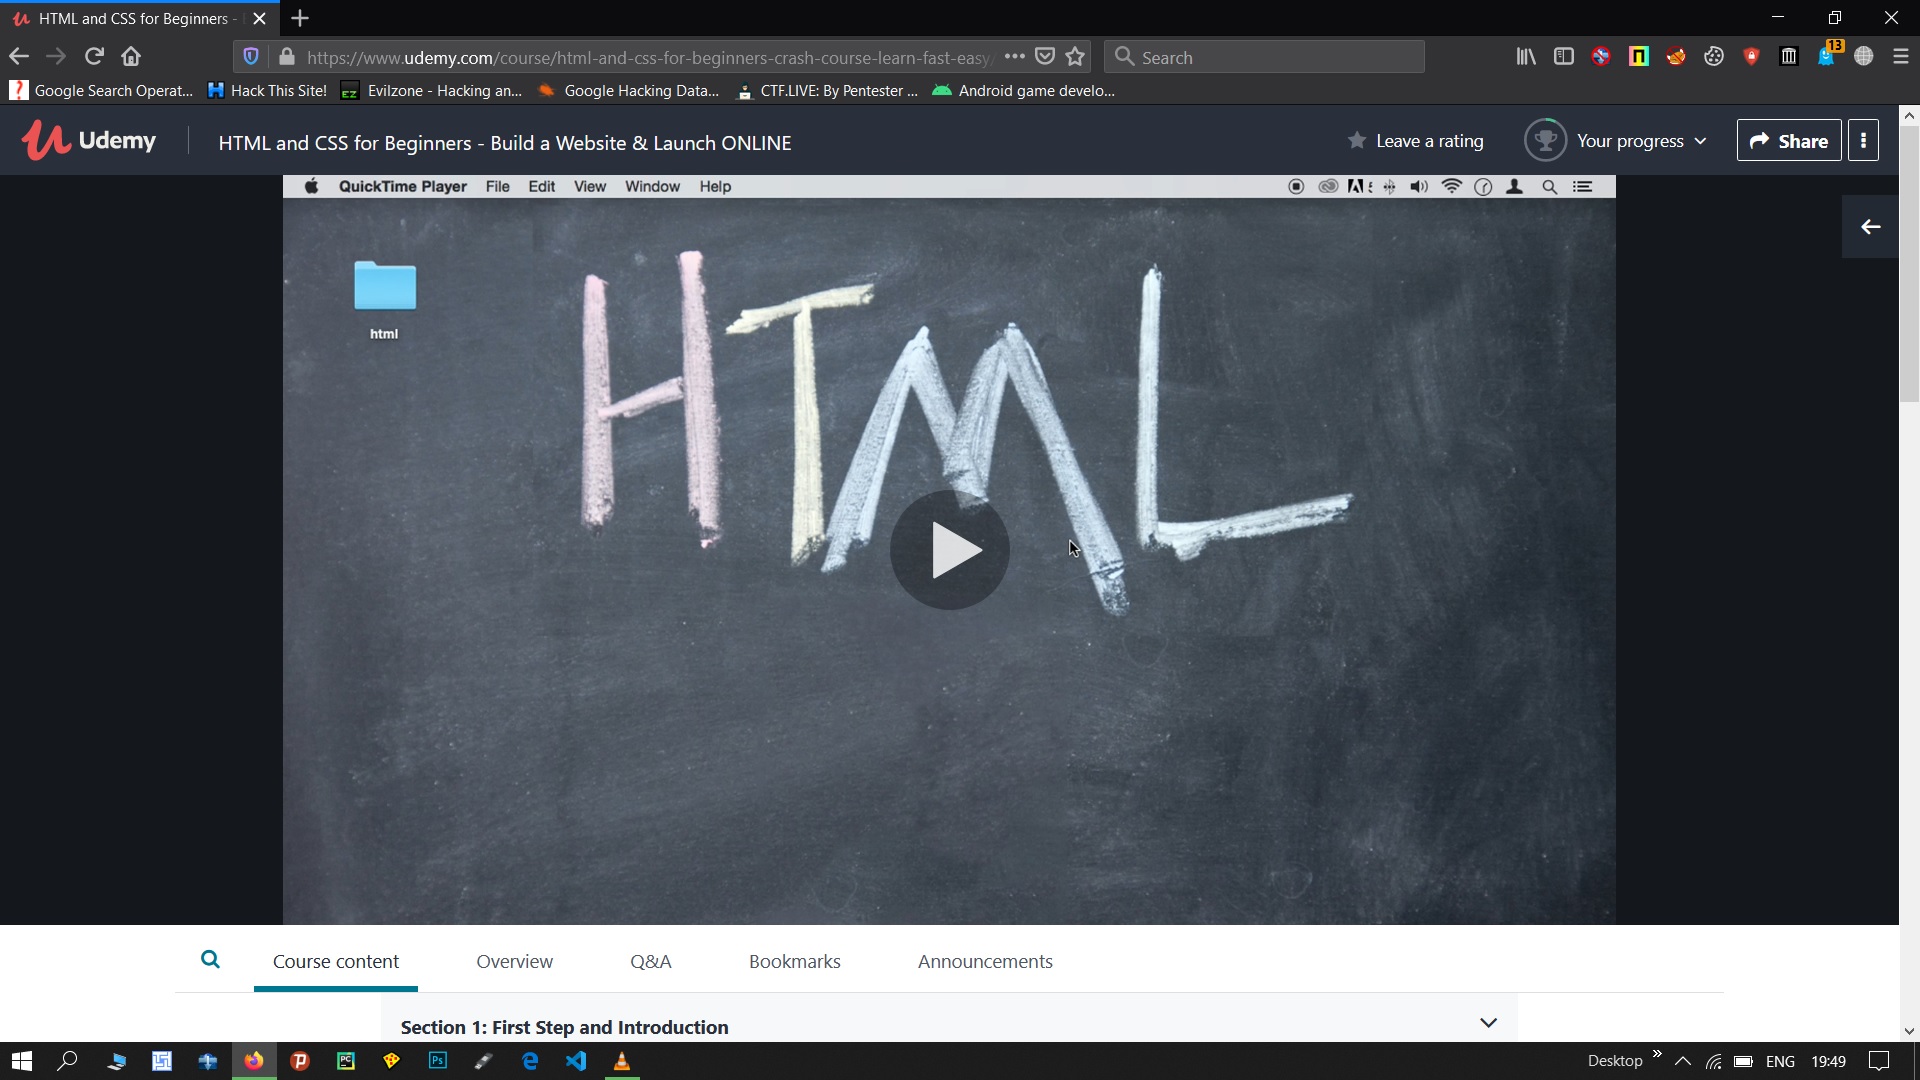 HTML and CSS for Beginners -
https://www.udemy.com/course/html-and-css-for-beginners-crash-course-learn-fast-easy/
Search
13
Google Search Operat...
Hack This Site!
EZ
Evilzone - Hacking an...
Google Hacking Data...
CTF.LIVE: By Pentester ...
Android game develo...
Udemy
HTML and CSS for Beginners - Build a Website & Launch ONLINE
Leave a rating
Your progress
Share
QuickTime Player File Edit View Window Help
html
HTML
Course content
Overview
Q&A
Bookmarks
Announcements
Section 1: First Step and Introduction
PC
Ps
Desktop
ENG
19:49